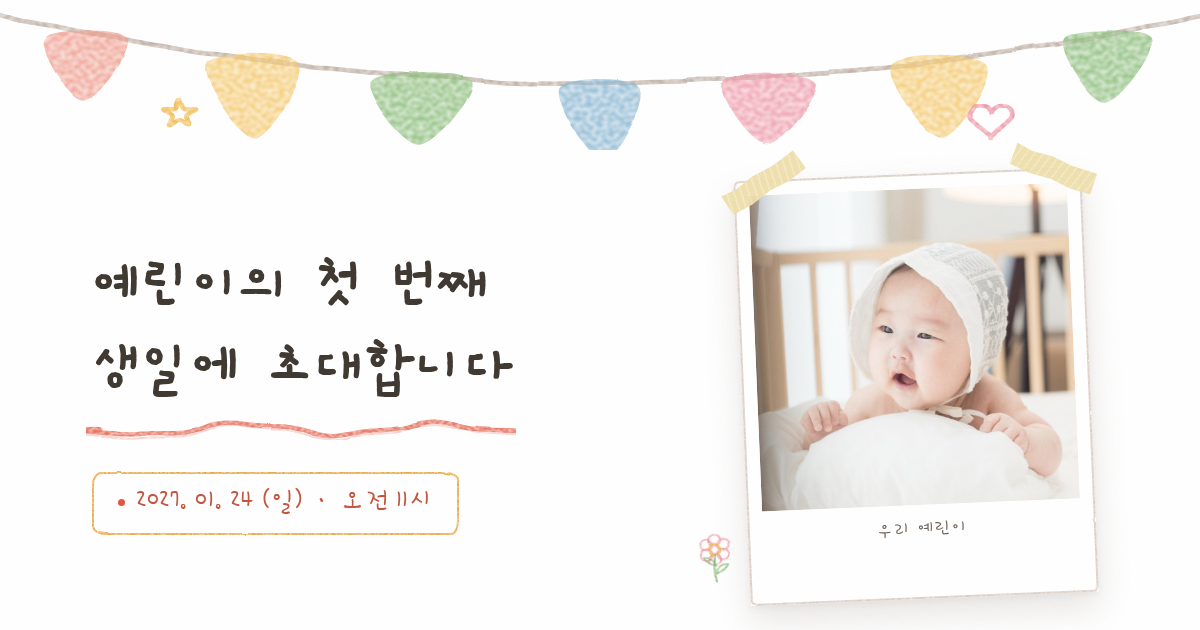 예린이의 첫 번째
생일에 초대합니다
• 2027. 01. 24 (일) · 오전 11시
우리 예린이